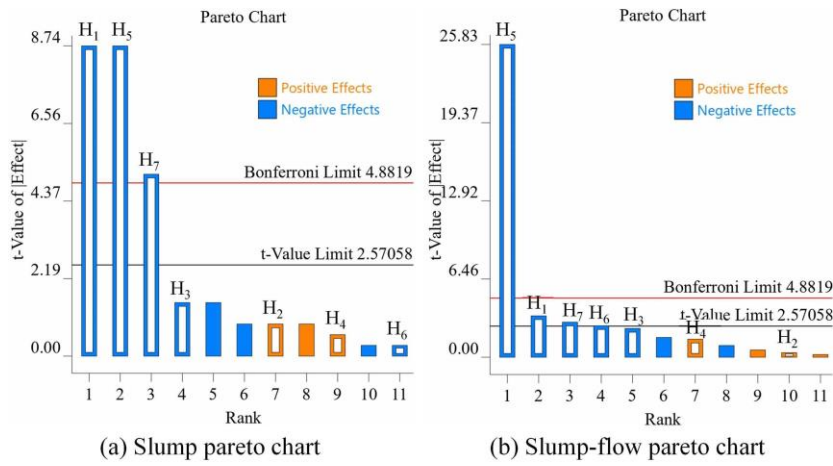 Pareto Chart
8.74
6.56
4.37
2.19
0.00
t-Value of |Effect|
H1
H5
H7
H3
H2
H4
H6
Positive Effects
Negative Effects
Bonferroni Limit 4.8819
t-Value Limit 2.57058
1 2 3 4 5 6 7 8 9 10 11
Rank
(a) Slump pareto chart
Pareto Chart
25.83
19.37
12.92
6.46
0.00
t-Value of |Effect|
H5
H1
H7
H6
H3
H4
H2
Positive Effects
Negative Effects
Bonferroni Limit 4.8819
t-Value Limit 2.57058
1 2 3 4 5 6 7 8 9 10 11
Rank
(b) Slump-flow pareto chart